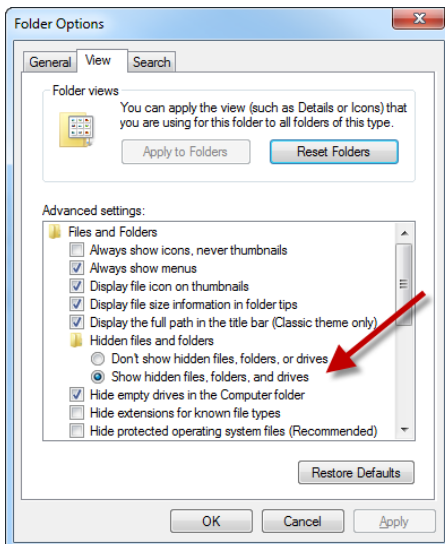 Folder Options
General View Search
Folder views
You can apply the view (such as Details or Icons) that
you are using for this folder to all folders of this type.
Apply to Folders Reset Folders
Advanced settings:
Files and Folders
Always show icons, never thumbnails
Always show menus
Display file icon on thumbnails
Display file size information in folder tips
Display the full path in the title bar (Classic theme only)
Hidden files and folders
Don't show hidden files, folders, or drives
Show hidden files, folders, and drives
Hide empty drives in the Computer folder
Hide extensions for known file types
Hide protected operating system files (Recommended)
Restore Defaults
OK Cancel Apply